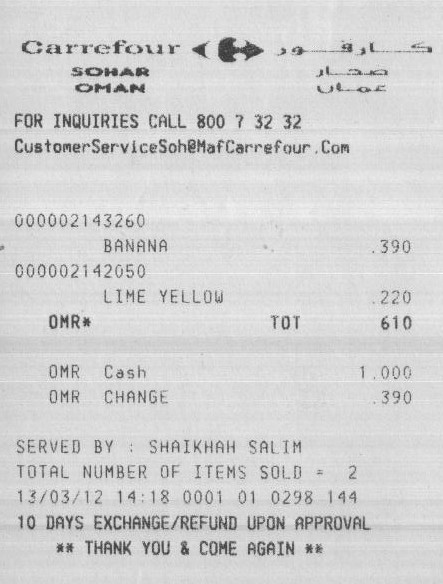 Carrefour كارفور
SOHAR صحار
OMAN عمان
FOR INQUIRIES CALL 800 7 32 32
CustomerServiceSoh@MafCarrefour.Com
000002143260
BANANA .390
000002142050
LIME YELLOW .220
OMR* TOT 610
OMR Cash 1.000
OMR CHANGE .390
SERVED BY : SHAIKHAH SALIM
TOTAL NUMBER OF ITEMS SOLD = 2
13/03/12 14:18 0001 01 0298 144
10 DAYS EXCHANGE/REFUND UPON APPROVAL
** THANK YOU & COME AGAIN **